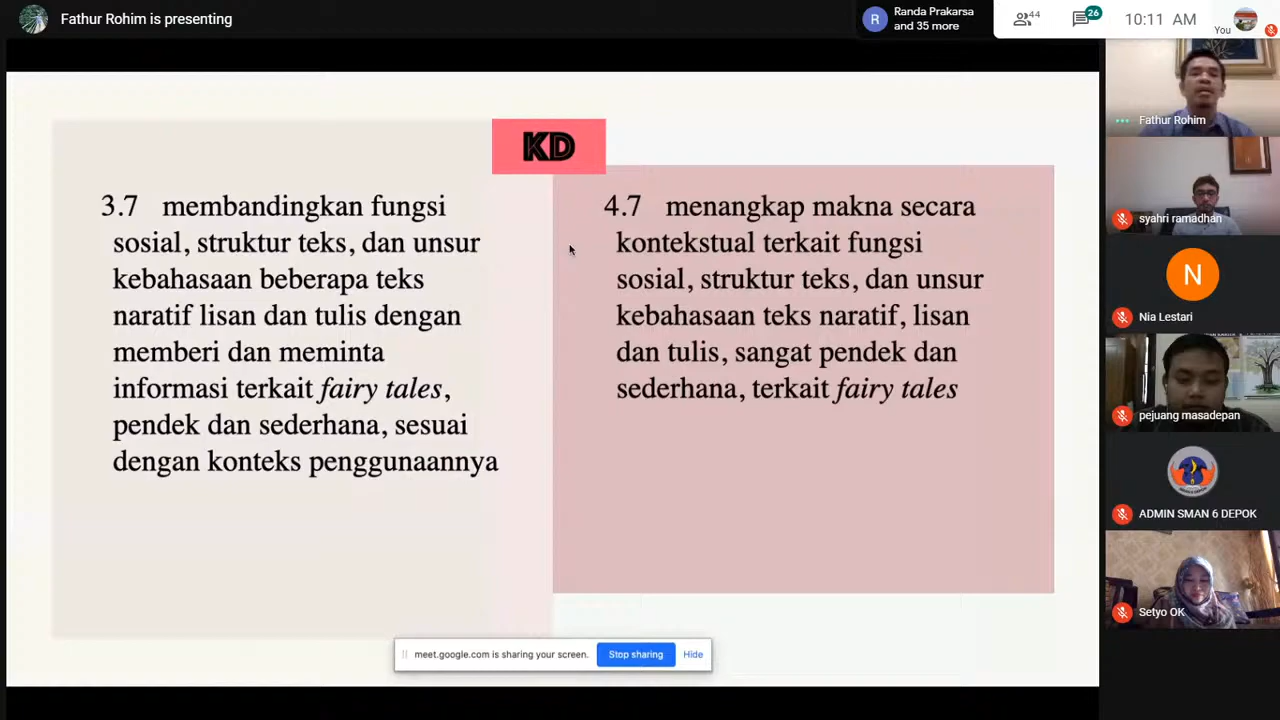 Fathur Rohim is presenting
R
Randa Prakarsa
and 35 more
44
26
10:11 AM
You
KD
3.7 membandingkan fungsi
sosial, struktur teks, dan unsur
kebahasaan beberapa teks
naratif lisan dan tulis dengan
memberi dan meminta
informasi terkait fairy tales,
pendek dan sederhana, sesuai
dengan konteks penggunaannya
4.7 menangkap makna secara
kontekstual terkait fungsi
sosial, struktur teks, dan unsur
kebahasaan teks naratif, lisan
dan tulis, sangat pendek dan
sederhana, terkait fairy tales
meet.google.com is sharing your screen.
Stop sharing
Hide
Fathur Rohim
syahri ramadhan
N
Nia Lestari
pejuang masadepan
ADMIN SMAN 6 DEPOK
Setyo OK